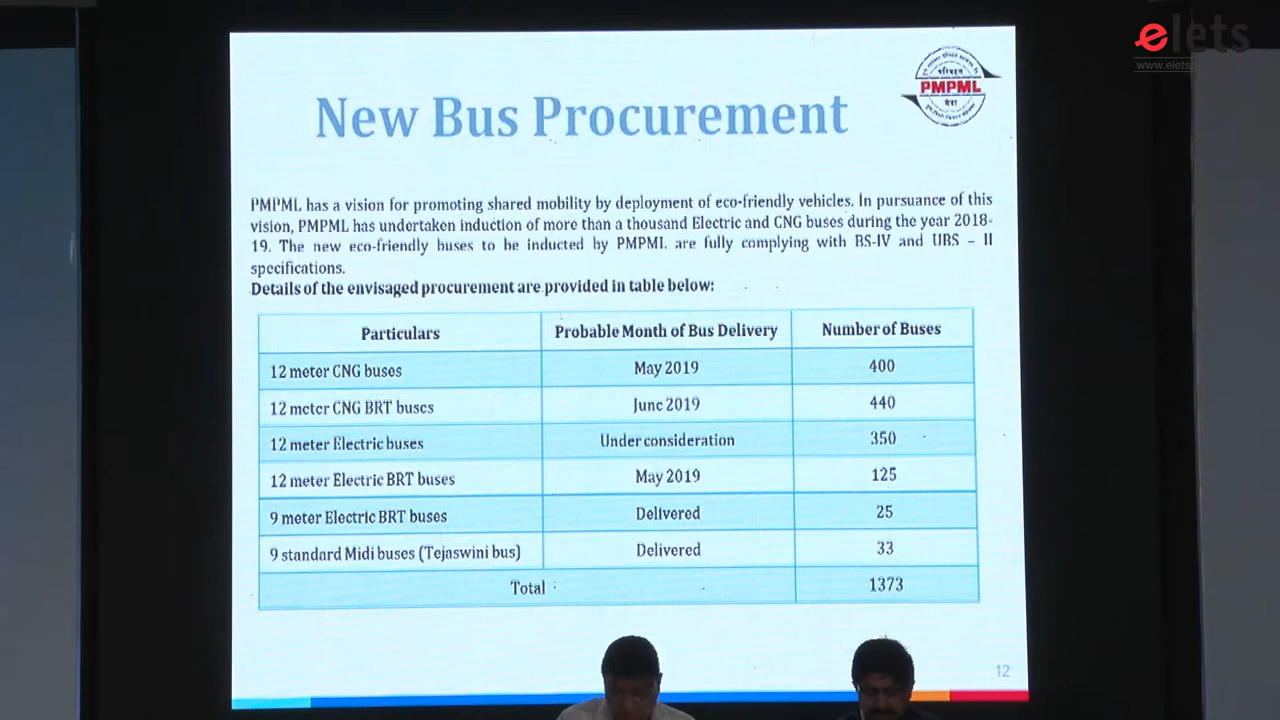 elets
www.elets
परिवहन
PMPML
सेवा
New Bus Procurement
PMPML has a vision for promoting shared mobility by deployment of eco-friendly vehicles. In pursuance of this
vision, PMPML has undertaken induction of more than a thousand Electric and CNG buses during the year 2018-
19. The new eco-friendly buses to be inducted by PMPML are fully complying with BS-IV and UBS – II
specifications.
Details of the envisaged procurement are provided in table below:
Particulars Probable Month of Bus Delivery Number of Buses
12 meter CNG buses May 2019 400
12 meter CNG BRT buses June 2019 440
12 meter Electric buses Under consideration 350
12 meter Electric BRT buses May 2019 125
9 meter Electric BRT buses Delivered 25
9 standard Midi buses (Tejaswini bus) Delivered 33
Total 1373
12